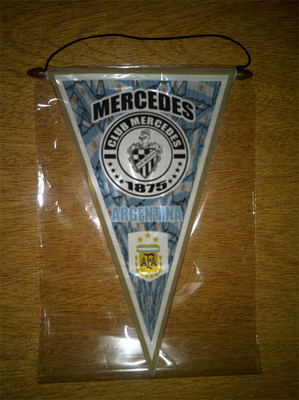 MERCEDES
CLUB MERCEDES
1875
ARGENTINA
AFA